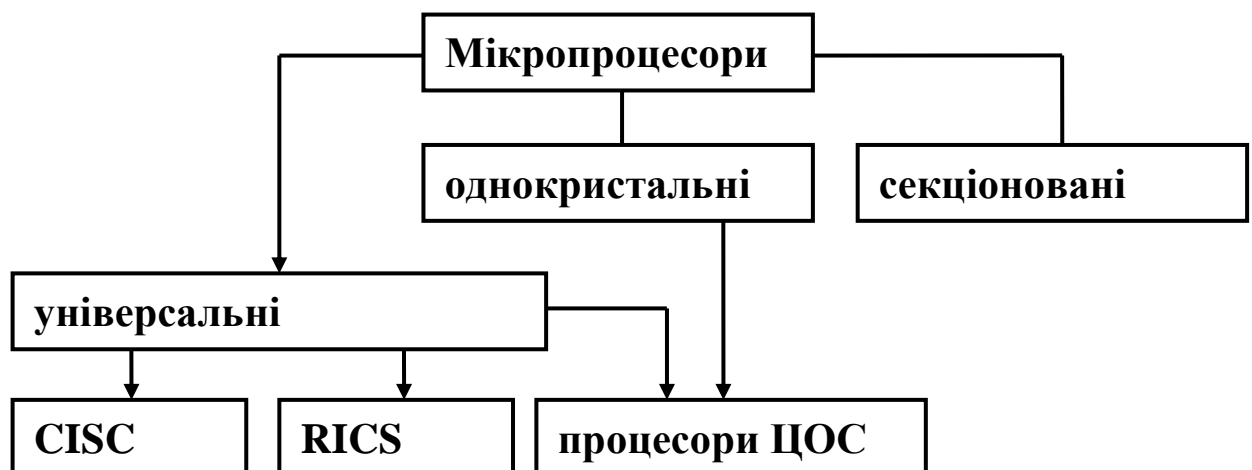 Мікропроцесори
однокристальні
секціоновані
універсальні
CISC
RICS
процесори ЦОС